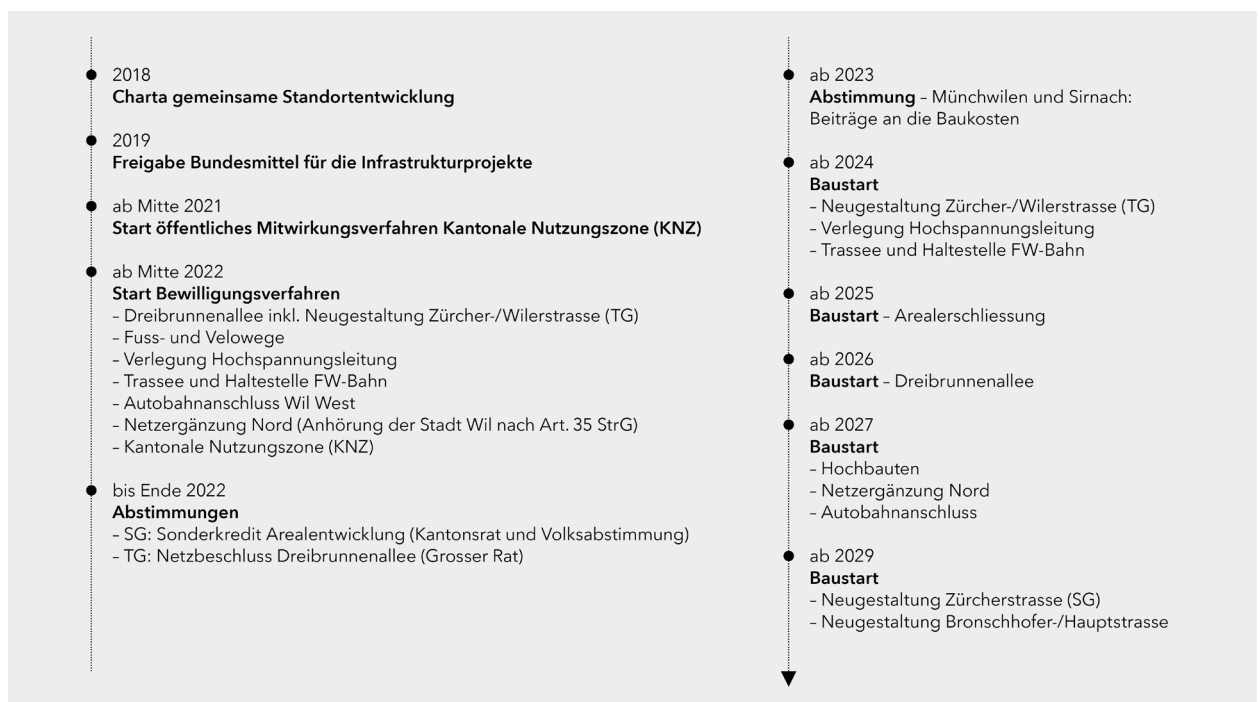 2018
Charta gemeinsame Standortentwicklung
2019
Freigabe Bundesmittel für die Infrastrukturprojekte
ab Mitte 2021
Start öffentliches Mitwirkungsverfahren Kantonale Nutzungszone (KNZ)
ab Mitte 2022
Start Bewilligungsverfahren
– Dreibrunnenallee inkl. Neugestaltung Zürcher-/Wilerstrasse (TG)
– Fuss- und Velowege
– Verlegung Hochspannungsleitung
– Trassee und Haltestelle FW-Bahn
– Autobahnanschluss Wil West
– Netzergänzung Nord (Anhörung der Stadt Wil nach Art. 35 StrG)
– Kantonale Nutzungszone (KNZ)
bis Ende 2022
Abstimmungen
– SG: Sonderkredit Arealentwicklung (Kantonsrat und Volksabstimmung)
– TG: Netzbeschluss Dreibrunnenallee (Grosser Rat)
ab 2023
Abstimmung – Münchwilen und Sirnach:
Beiträge an die Baukosten
ab 2024
Baustart
– Neugestaltung Zürcher-/Wilerstrasse (TG)
– Verlegung Hochspannungsleitung
– Trassee und Haltestelle FW-Bahn
ab 2025
Baustart – Arealerschliessung
ab 2026
Baustart – Dreibrunnenallee
ab 2027
Baustart
– Hochbauten
– Netzergänzung Nord
– Autobahnanschluss
ab 2029
Baustart
– Neugestaltung Zürcherstrasse (SG)
– Neugestaltung Bronschhofer-/Hauptstrasse